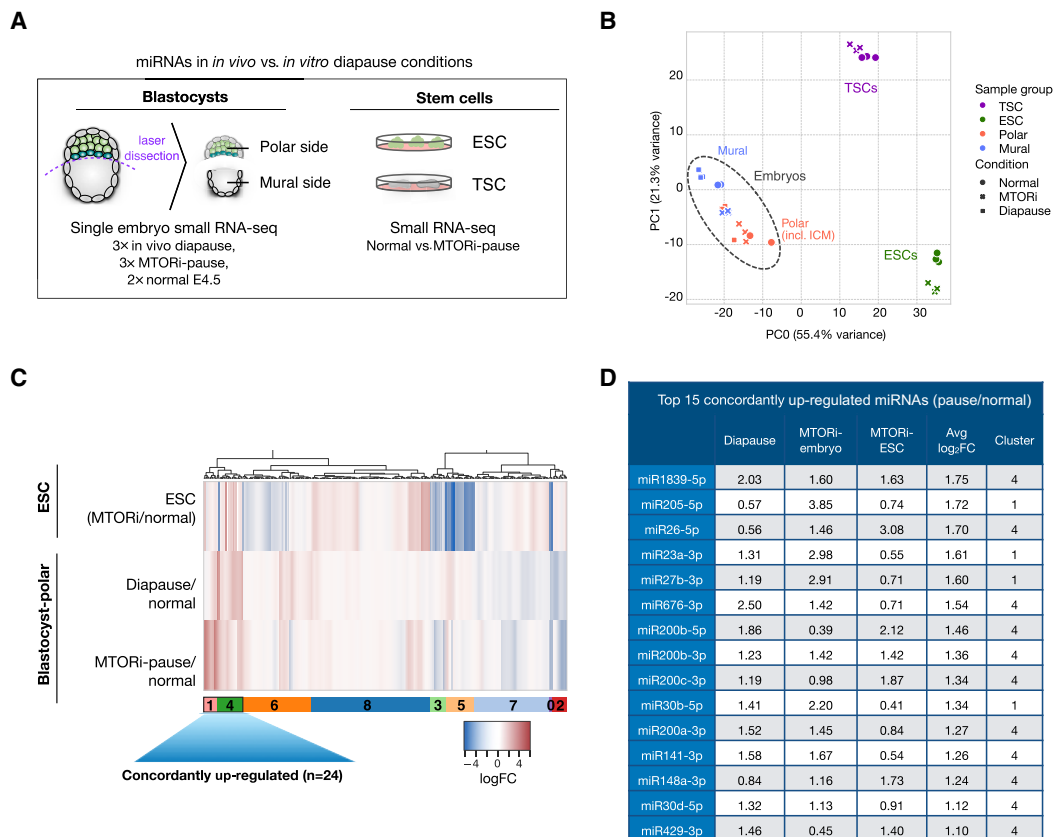 A
miRNAs in in vivo vs. in vitro diapause conditions
Blastocysts
laser
dissection
Polar side
Mural side
Single embryo small RNA-seq
3× in vivo diapause,
3× MTORi-pause,
2× normal E4.5
Stem cells
ESC
TSC
Small RNA-seq
Normal vs. MTORi-pause
B
PC1 (21.3% variance)
20
10
0
-10
-20
-20
-10
0
10
20
30
PC0 (55.4% variance)
TSCs
Mural
Embryos
Polar
(incl. ICM)
ESCs
Sample group
TSC
ESC
Polar
Mural
Condition
Normal
MTORi
Diapause
C
ESC
ESC
(MTORi/normal)
Blastocyst-polar
Diapause/
normal
MTORi-pause/
normal
1 4 6 8 3 5 7 0 2
Concordantly up-regulated (n=24)
−4 0 4
logFC
D
Top 15 concordantly up-regulated miRNAs (pause/normal)
Diapause MTORi-embryo MTORi-ESC Avg log₂FC Cluster
miR1839-5p 2.03 1.60 1.63 1.75 4
miR205-5p 0.57 3.85 0.74 1.72 1
miR26-5p 0.56 1.46 3.08 1.70 4
miR23a-3p 1.31 2.98 0.55 1.61 1
miR27b-3p 1.19 2.91 0.71 1.60 1
miR676-3p 2.50 1.42 0.71 1.54 4
miR200b-5p 1.86 0.39 2.12 1.46 4
miR200b-3p 1.23 1.42 1.42 1.36 4
miR200c-3p 1.19 0.98 1.87 1.34 4
miR30b-5p 1.41 2.20 0.41 1.34 1
miR200a-3p 1.52 1.45 0.84 1.27 4
miR141-3p 1.58 1.67 0.54 1.26 4
miR148a-3p 0.84 1.16 1.73 1.24 4
miR30d-5p 1.32 1.13 0.91 1.12 4
miR429-3p 1.46 0.45 1.40 1.10 4